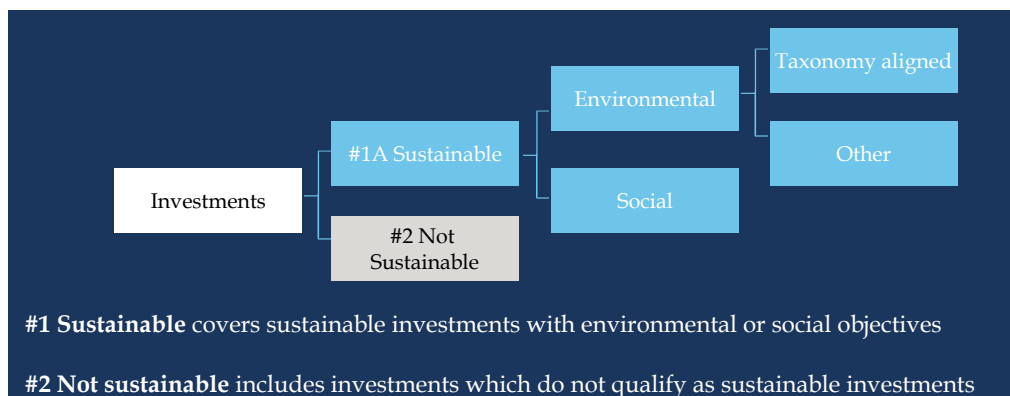 Taxonomy aligned
Environmental
#1A Sustainable
Other
Investments
Social
#2 Not
Sustainable
#1 Sustainable covers sustainable investments with environmental or social objectives
#2 Not sustainable includes investments which do not qualify as sustainable investments